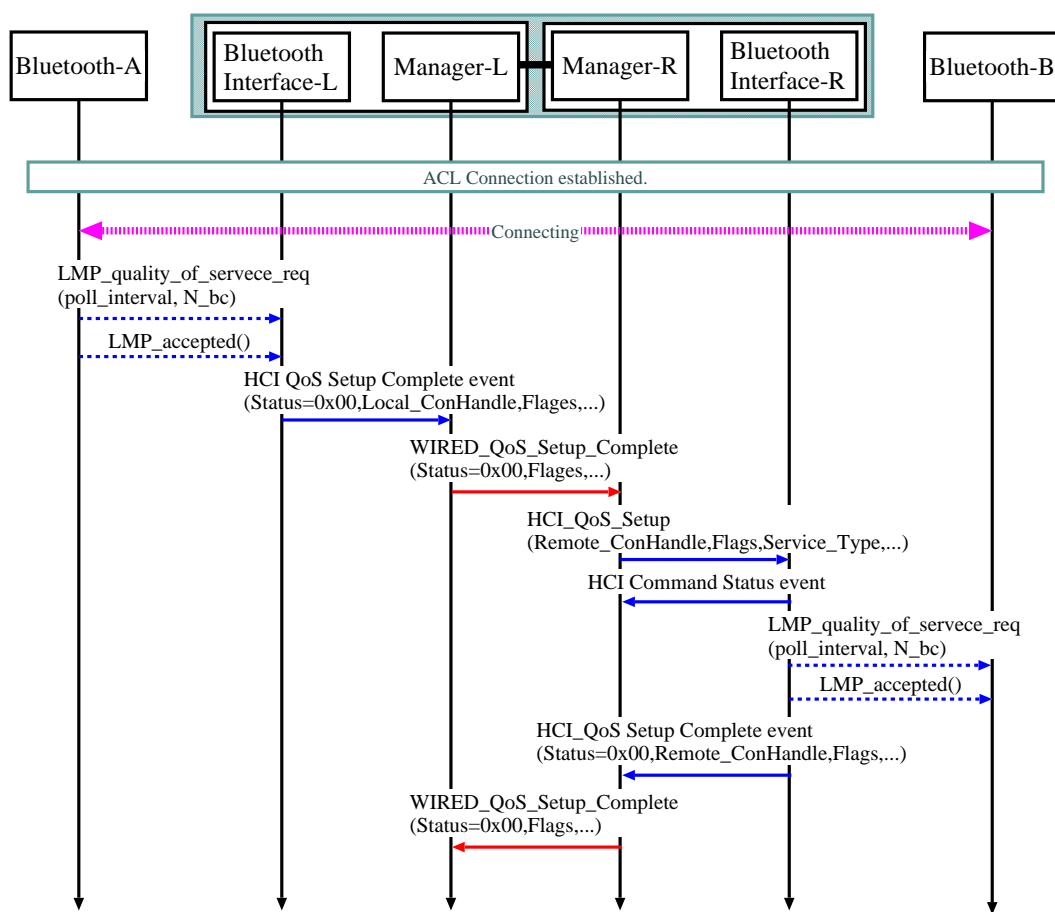 Bluetooth-A
Bluetooth
Interface-L
Manager-L
Manager-R
Bluetooth
Interface-R
Bluetooth-B
ACL Connection established.
Connecting
LMP_quality_of_servece_req
(poll_interval, N_bc)
LMP_accepted()
HCI QoS Setup Complete event
(Status=0x00,Local_ConHandle,Flages,...)
WIRED_QoS_Setup_Complete
(Status=0x00,Flages,...)
HCI_QoS_Setup
(Remote_ConHandle,Flags,Service_Type,...)
HCI Command Status event
LMP_quality_of_servece_req
(poll_interval, N_bc)
LMP_accepted()
HCI_QoS Setup Complete event
(Status=0x00,Remote_ConHandle,Flags,...)
WIRED_QoS_Setup_Complete
(Status=0x00,Flags,...)